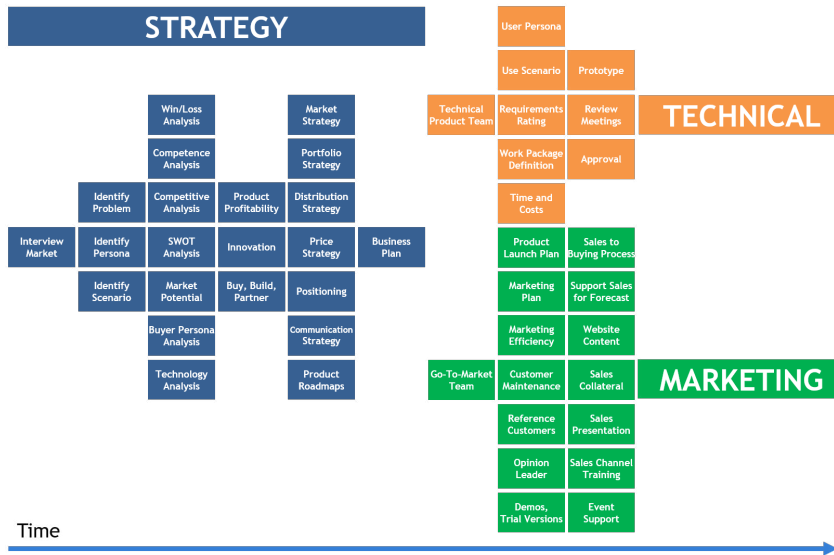 STRATEGY
Interview
Market
Identify
Problem
Identify
Persona
Identify
Scenario
Win/Loss
Analysis
Competence
Analysis
Competitive
Analysis
SWOT
Analysis
Market
Potential
Buyer Persona
Analysis
Technology
Analysis
Product
Profitability
Innovation
Buy, Build,
Partner
Market
Strategy
Portfolio
Strategy
Distribution
Strategy
Price
Strategy
Positioning
Communication
Strategy
Product
Roadmaps
Business
Plan
TECHNICAL
Technical
Product Team
User Persona
Use Scenario
Requirements
Rating
Work Package
Definition
Time and
Costs
Prototype
Review
Meetings
Approval
MARKETING
Go-To-Market
Team
Product
Launch Plan
Marketing
Plan
Marketing
Efficiency
Customer
Maintenance
Reference
Customers
Opinion
Leader
Demos,
Trial Versions
Sales to
Buying Process
Support Sales
for Forecast
Website
Content
Sales
Collateral
Sales
Presentation
Sales Channel
Training
Event
Support
Time